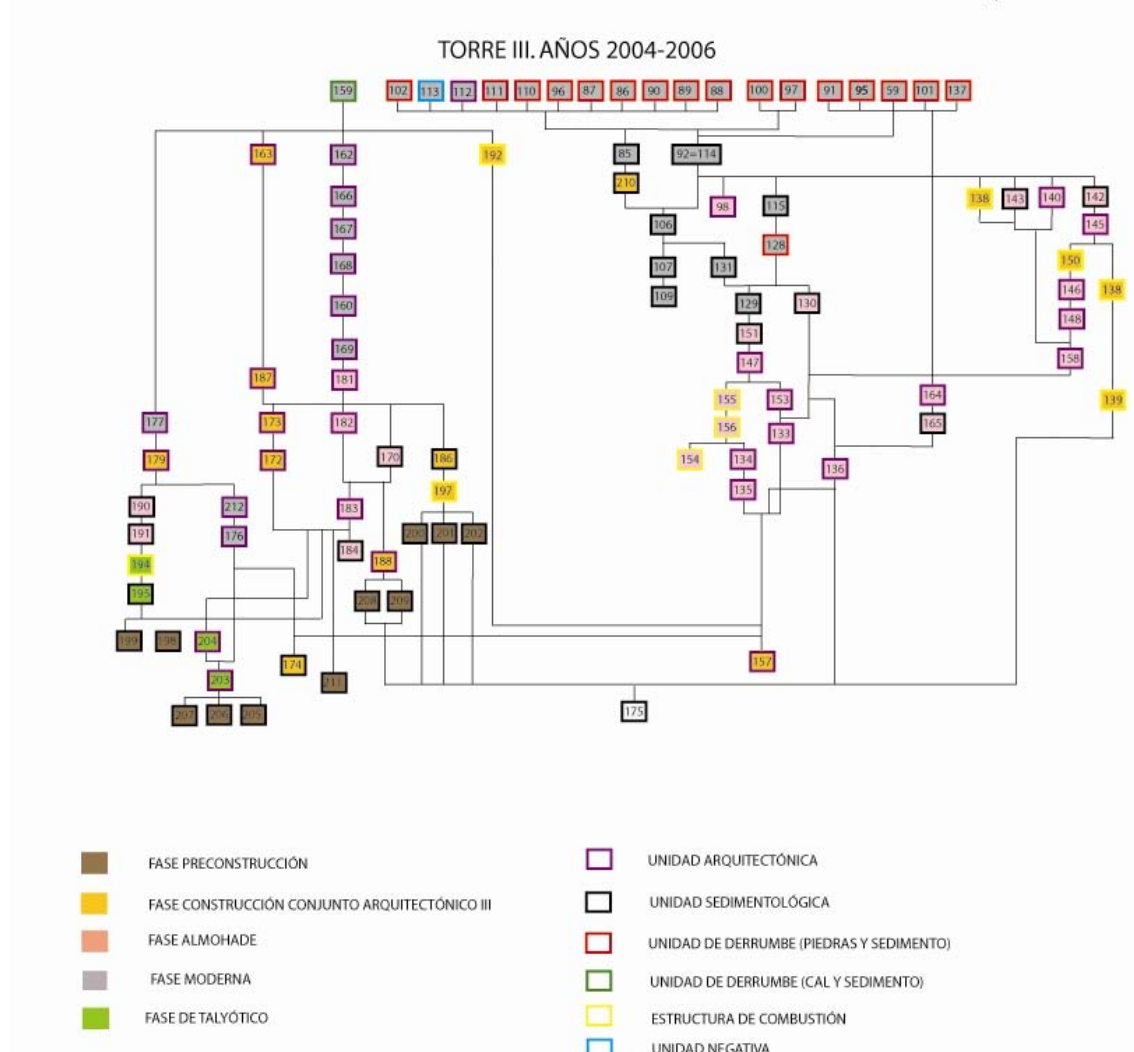 TORRE III. AÑOS 2004-2006
159 102 113 112 111 110 96 87 86 90 89 88 100 97 91 95 59 101 137
163 162 192 85 92=114
210
166 98 115 138 143 140 142
167 106 145
168 107 131 128 150
160 109 129 130 146 138
169 151 148
187 181 147 158
177 173 182 155 153 164 139
179 172 170 186 156 133 165
197 154 134 136
190 212 183 135
191 176 184 200 201 202
194 188
195 208 209
199 198 204
203 174 211 157
207 206 205 175
FASE PRECONSTRUCCIÓN
FASE CONSTRUCCIÓN CONJUNTO ARQUITECTÓNICO III
FASE ALMOHADE
FASE MODERNA
FASE DE TALYÓTICO
UNIDAD ARQUITECTÓNICA
UNIDAD SEDIMENTOLÓGICA
UNIDAD DE DERRUMBE (PIEDRAS Y SEDIMENTO)
UNIDAD DE DERRUMBE (CAL Y SEDIMENTO)
ESTRUCTURA DE COMBUSTIÓN
UNIDAD NEGATIVA